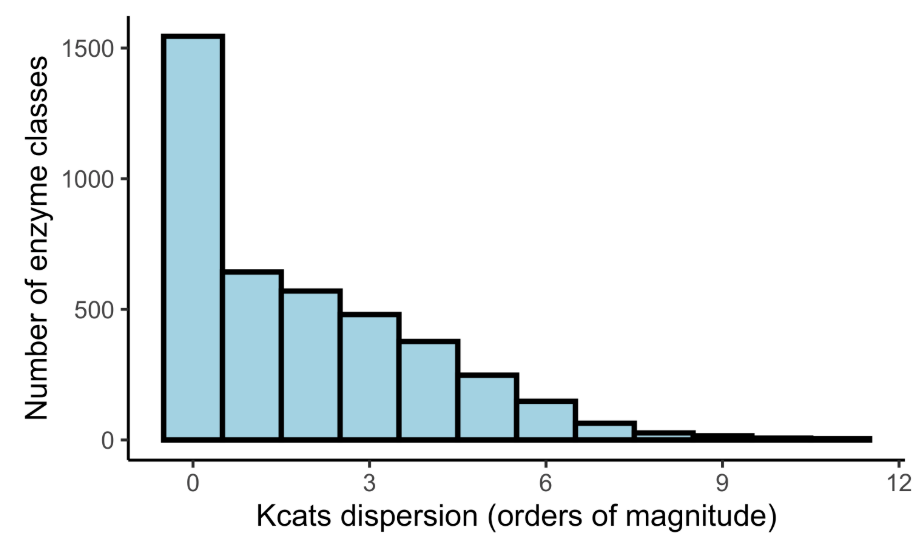 Number of enzyme classes
1500
1000
500
0
0 3 6 9 12
Kcats dispersion (orders of magnitude)